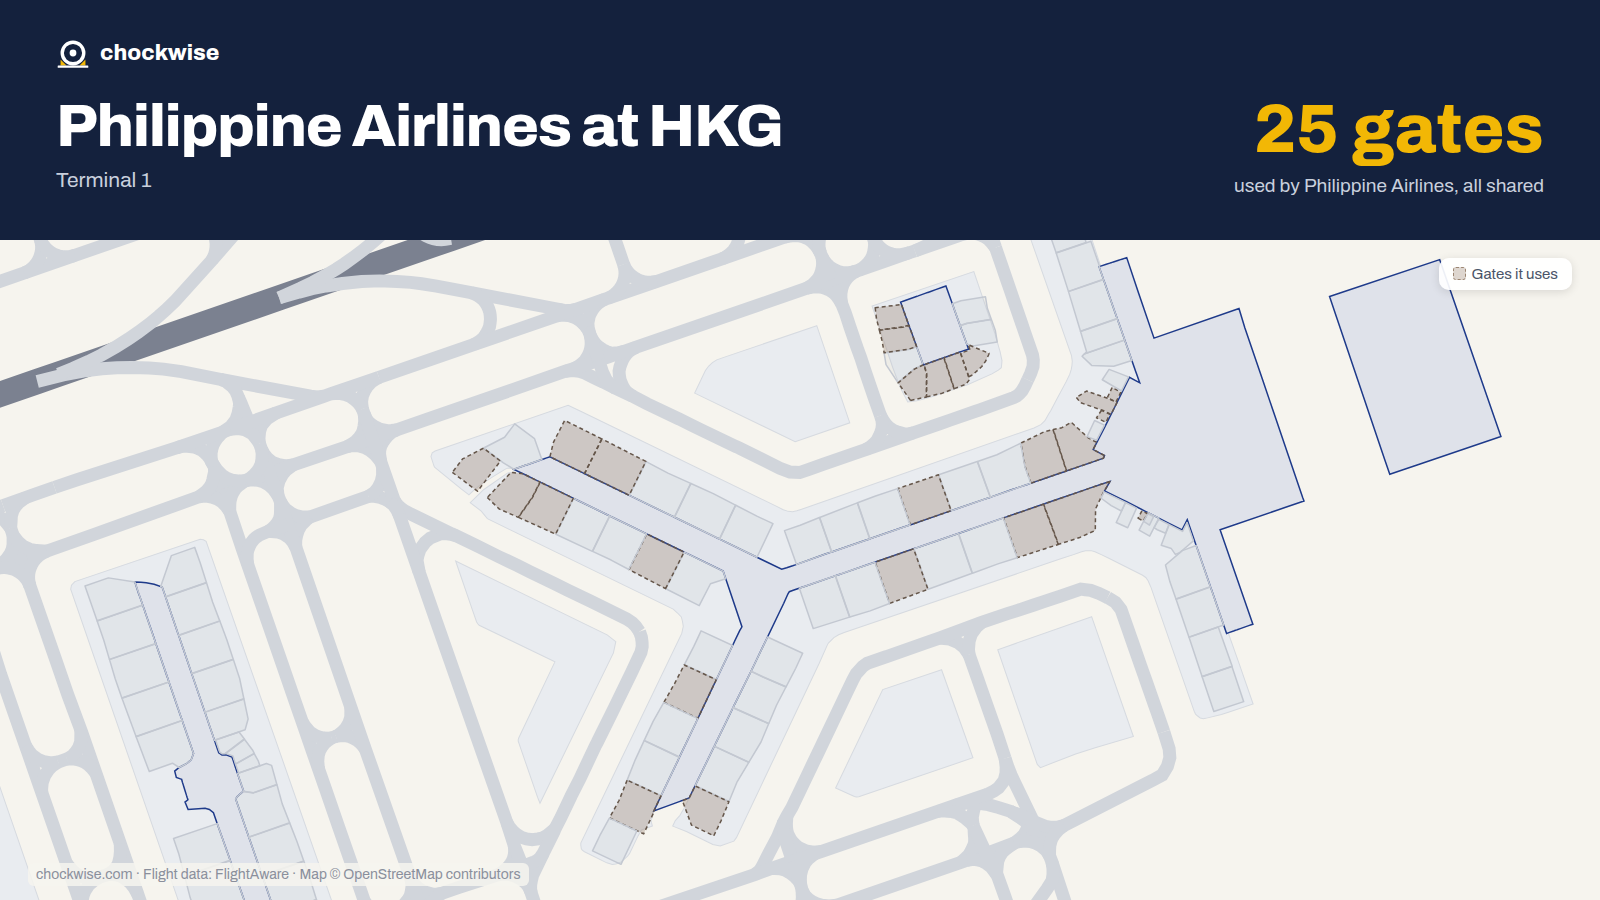 chockwise
Philippine Airlines at HKG
Terminal 1
25 gates
used by Philippine Airlines, all shared
Gates it uses
chockwise.com · Flight data: FlightAware · Map © OpenStreetMap contributors